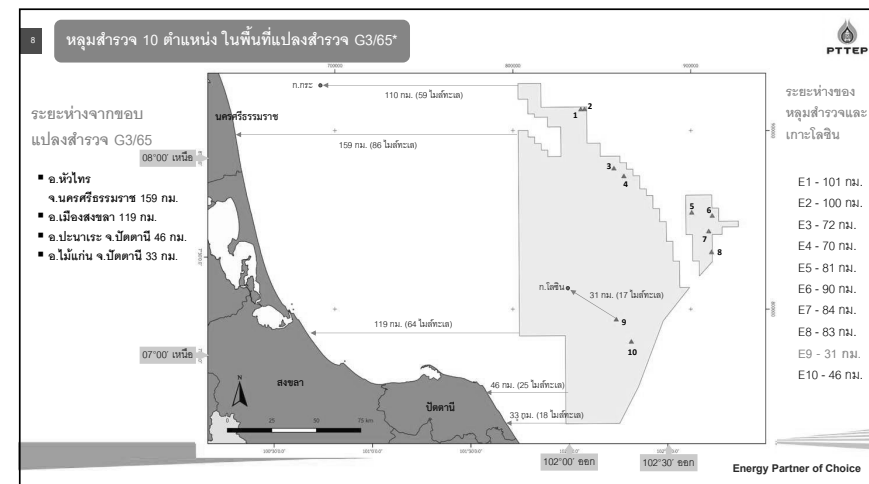 8
หลุมสำรวจ 10 ตำแหน่ง ในพื้นที่แปลงสำรวจ G3/65*
PTTEP
ระยะห่างจากขอบ
แปลงสำรวจ G3/65
■ อ.หัวไทร
จ.นครศรีธรรมราช 159 กม.
■ อ.เมืองสงขลา 119 กม.
■ อ.ปะนาเระ จ.ปัตตานี 46 กม.
■ อ.ไม้แก่น จ.ปัตตานี 33 กม.
700000
800000
900000
ก.กระ
110 กม. (59 ไมล์ทะเล)
นครศรีธรรมราช
159 กม. (86 ไมล์ทะเล)
08°00' เหนือ
1
2
3
4
5
6
7
8
ก.โลซิน
31 กม. (17 ไมล์ทะเล)
9
10
119 กม. (64 ไมล์ทะเล)
07°00' เหนือ
46 กม. (25 ไมล์ทะเล)
33 กม. (18 ไมล์ทะเล)
สงขลา
ปัตตานี
N
0 25 50 75 km
102°00' ออก
102°30' ออก
ระยะห่างของ
หลุมสำรวจและ
เกาะโลซิน
E1 - 101 กม.
E2 - 100 กม.
E3 - 72 กม.
E4 - 70 กม.
E5 - 81 กม.
E6 - 90 กม.
E7 - 84 กม.
E8 - 83 กม.
E9 - 31 กม.
E10 - 46 กม.
Energy Partner of Choice